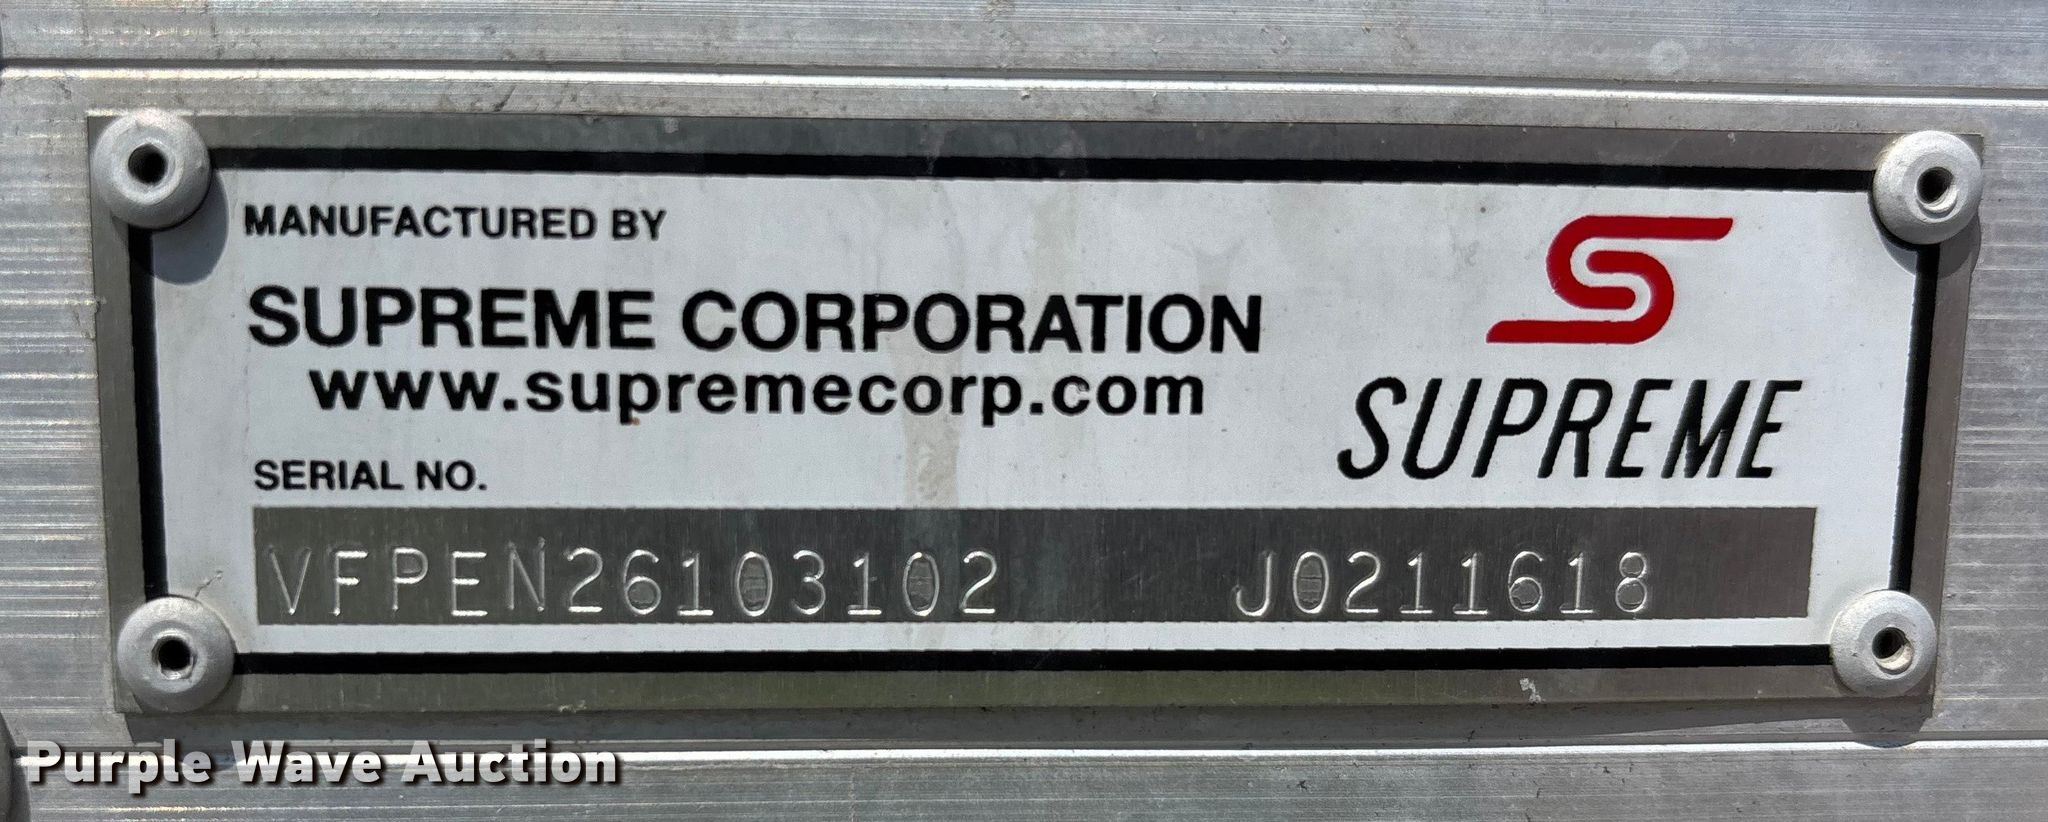 MANUFACTURED BY
SUPREME CORPORATION
www.supremecorp.com
SUPREME
SERIAL NO.
VFPEN26103102 J0211618
Purple Wave Auction